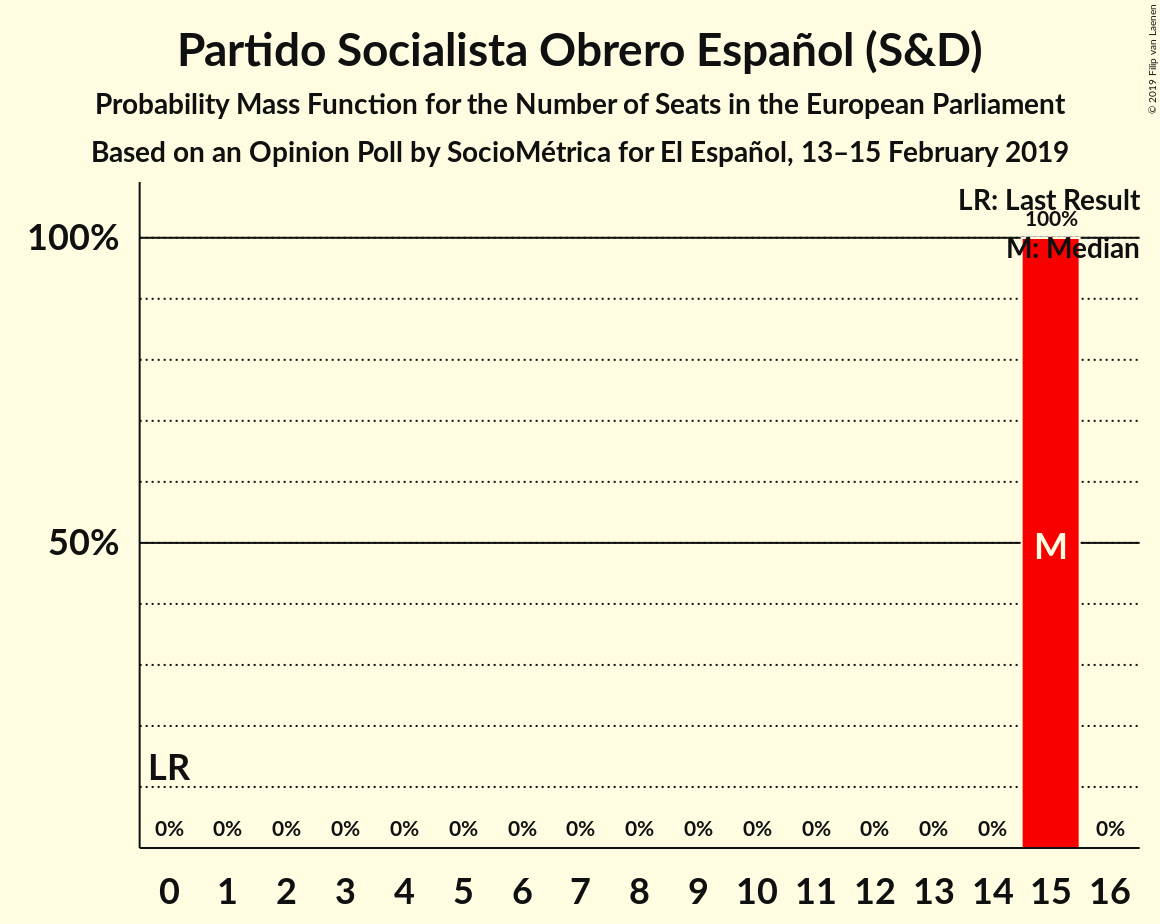 Partido Socialista Obrero Español (S&D)
Probability Mass Function for the Number of Seats in the European Parliament
Based on an Opinion Poll by SocioMétrica for El Español, 13–15 February 2019
© 2019 Filip van Laenen
LR: Last Result
100%
100%
M: Median
50%
M
LR
0% 0% 0% 0% 0% 0% 0% 0% 0% 0% 0% 0% 0% 0% 0% 0%
0 1 2 3 4 5 6 7 8 9 10 11 12 13 14 15 16